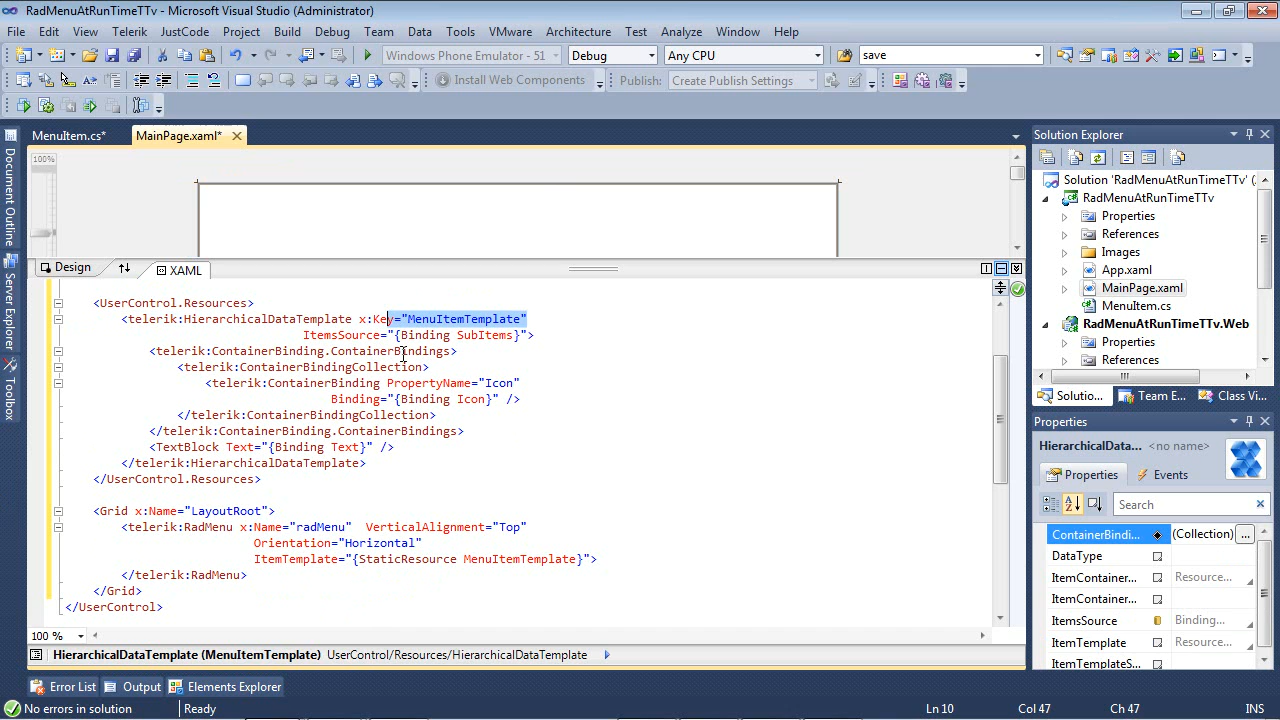 RadMenuAtRunTimeTTv - Microsoft Visual Studio (Administrator)
File Edit View Telerik JustCode Project Build Debug Team Data Tools VMware Architecture Test Analyze Window Help
Windows Phone Emulator - 51 Debug Any CPU save
Install Web Components Publish: Create Publish Settings
MenuItem.cs* MainPage.xaml*
100%
Document Outline
Server Explorer
Toolbox
Design XAML
<UserControl.Resources>
<telerik:HierarchicalDataTemplate x:Key="MenuItemTemplate"
ItemsSource="{Binding SubItems}">
<telerik:ContainerBinding.ContainerBindings>
<telerik:ContainerBindingCollection>
<telerik:ContainerBinding PropertyName="Icon"
Binding="{Binding Icon}" />
</telerik:ContainerBindingCollection>
</telerik:ContainerBinding.ContainerBindings>
<TextBlock Text="{Binding Text}" />
</telerik:HierarchicalDataTemplate>
</UserControl.Resources>
<Grid x:Name="LayoutRoot">
<telerik:RadMenu x:Name="radMenu" VerticalAlignment="Top"
Orientation="Horizontal"
ItemTemplate="{StaticResource MenuItemTemplate}">
</telerik:RadMenu>
</Grid>
</UserControl>
100 %
HierarchicalDataTemplate (MenuItemTemplate) UserControl/Resources/HierarchicalDataTemplate
Error List Output Elements Explorer
No errors in solution Ready Ln 10 Col 47 Ch 47 INS
Solution Explorer
Solution 'RadMenuAtRunTimeTTv' (
RadMenuAtRunTimeTTv
Properties
References
Images
App.xaml
MainPage.xaml
MenuItem.cs
RadMenuAtRunTimeTTv.Web
Properties
References
Solutio... Team E... Class Vi...
Properties
HierarchicalData... <no name>
Properties Events
Search
ContainerBindi... (Collection) ...
DataType
ItemContainer... Resource...
ItemContainer...
ItemsSource Binding...
ItemTemplate Resource...
ItemTemplateS...